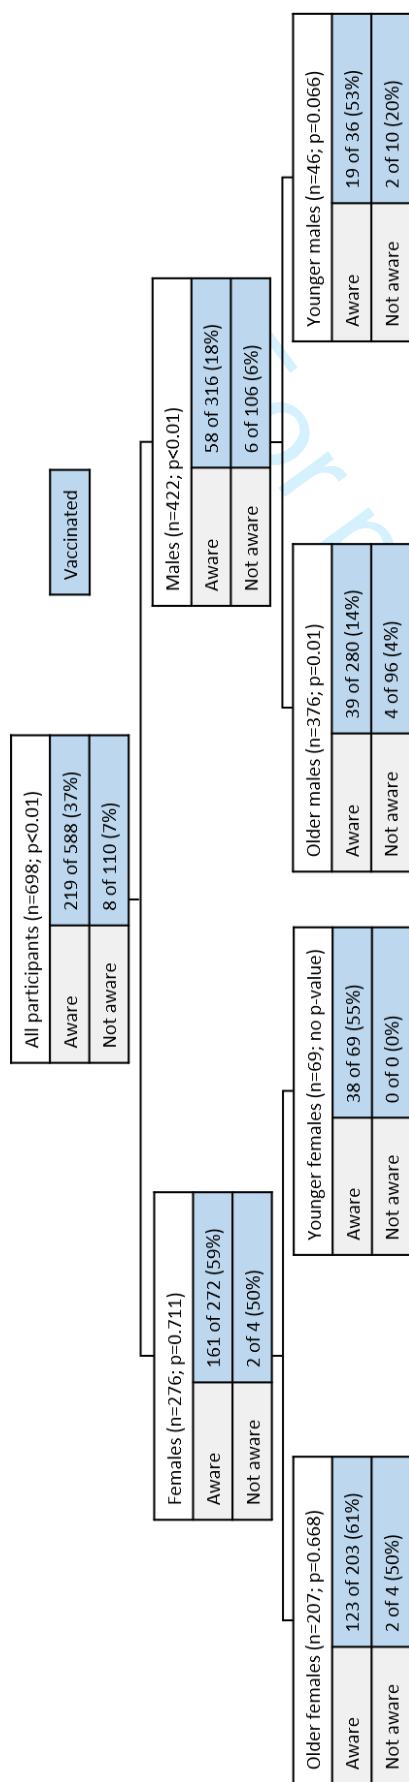 All participants (n=698; p<0.01)
Aware 219 of 588 (37%)
Not aware 8 of 110 (7%)
Vaccinated
Females (n=276; p=0.711)
Aware 161 of 272 (59%)
Not aware 2 of 4 (50%)
Males (n=422; p<0.01)
Aware 58 of 316 (18%)
Not aware 6 of 106 (6%)
Older females (n=207; p=0.668)
Aware 123 of 203 (61%)
Not aware 2 of 4 (50%)
Younger females (n=69; no p-value)
Aware 38 of 69 (55%)
Not aware 0 of 0 (0%)
Older males (n=376; p=0.01)
Aware 39 of 280 (14%)
Not aware 4 of 96 (4%)
Younger males (n=46; p=0.066)
Aware 19 of 36 (53%)
Not aware 2 of 10 (20%)
For